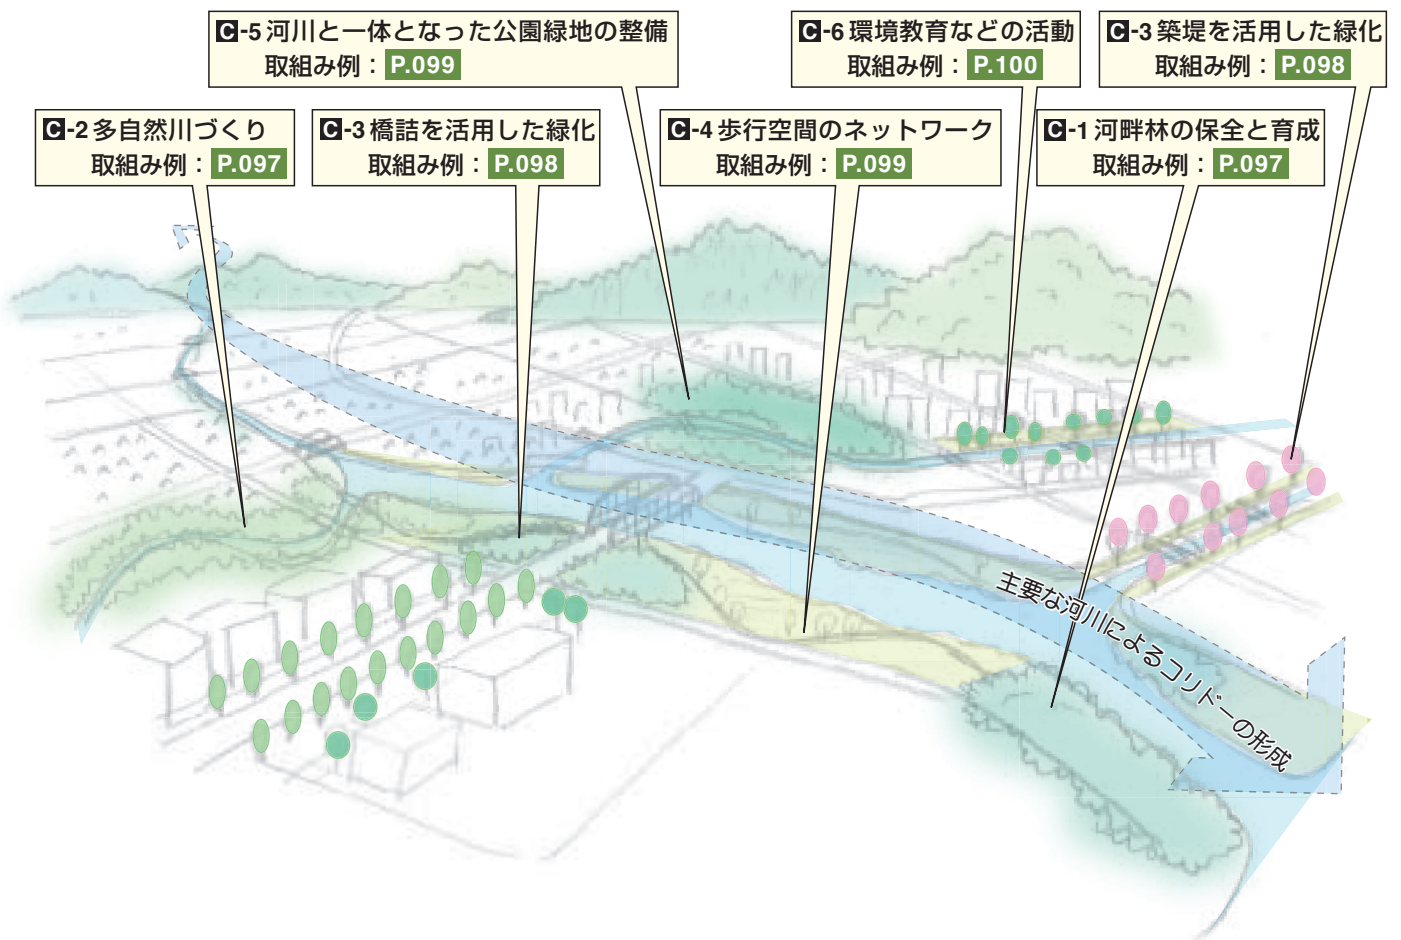 C-5 河川と一体となった公園緑地の整備
取組み例：P.099
C-6 環境教育などの活動
取組み例：P.100
C-3 築堤を活用した緑化
取組み例：P.098
C-2 多自然川づくり
取組み例：P.097
C-3 橋詰を活用した緑化
取組み例：P.098
C-4 歩行空間のネットワーク
取組み例：P.099
C-1 河畔林の保全と育成
取組み例：P.097
主要な河川によるコリドーの形成